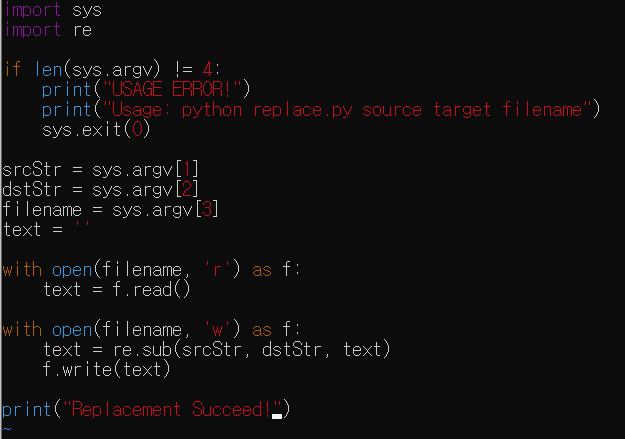 import sys
import re
if len(sys.argv) != 4:
    print("USAGE ERROR!")
    print("Usage: python replace.py source target filename")
    sys.exit(0)
srcStr = sys.argv[1]
dstStr = sys.argv[2]
filename = sys.argv[3]
text = ''
with open(filename, 'r') as f:
    text = f.read()
with open(filename, 'w') as f:
    text = re.sub(srcStr, dstStr, text)
    f.write(text)
print("Replacement Succeed!")
~